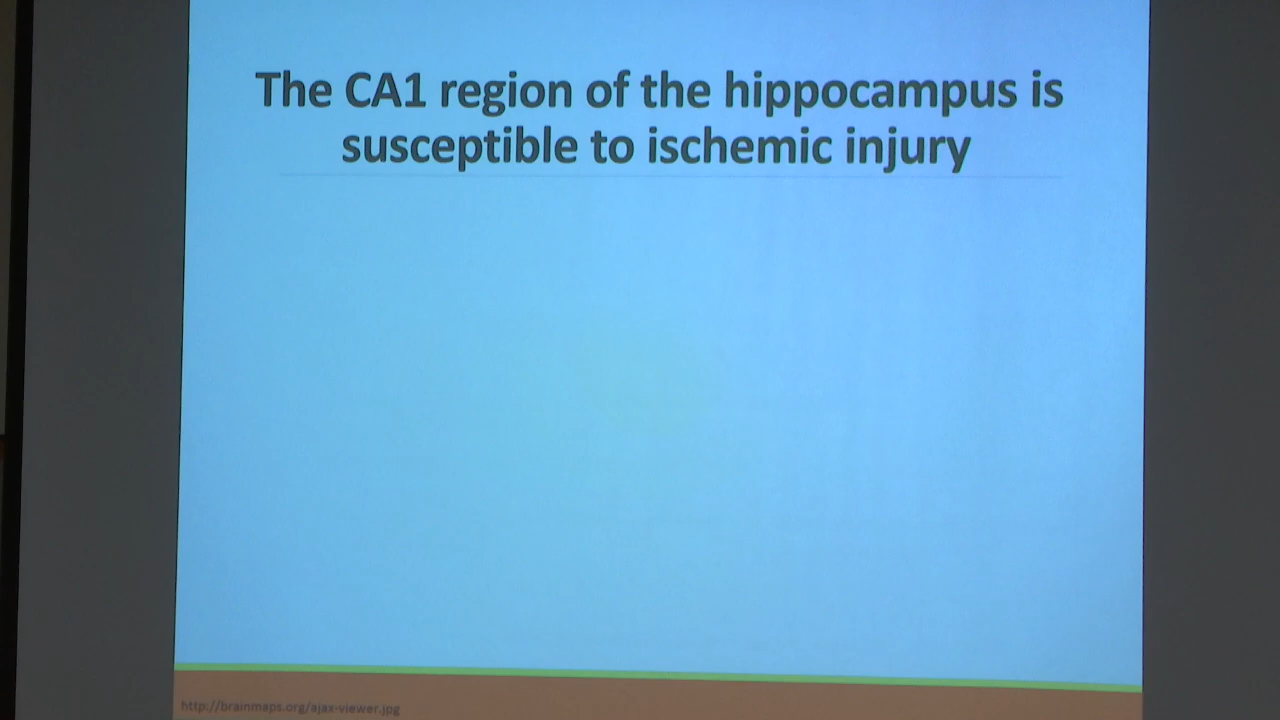 The CA1 region of the hippocampus is
susceptible to ischemic injury
http://brainmaps.org/ajax-viewer.jpg